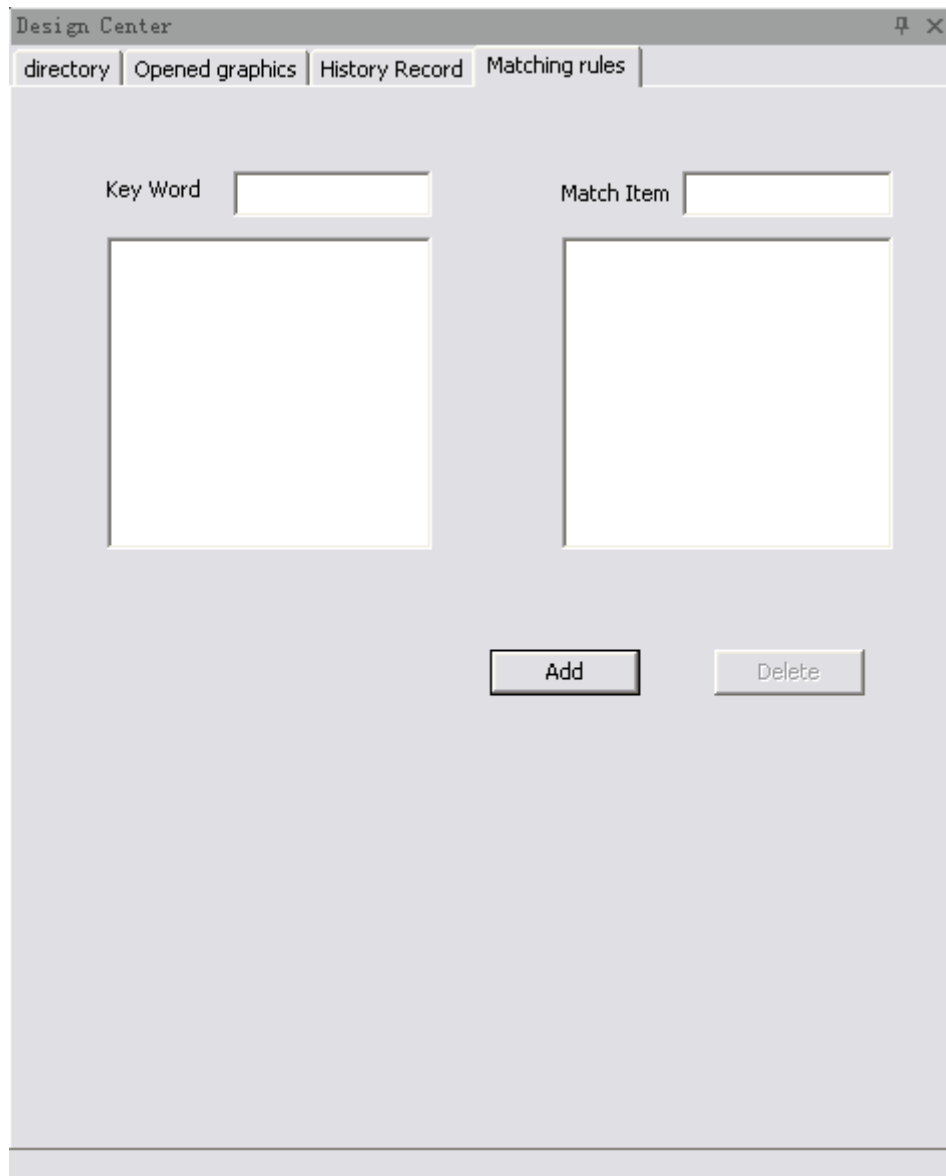 Design Center
directory Opened graphics History Record Matching rules
Key Word Match Item
Add Delete